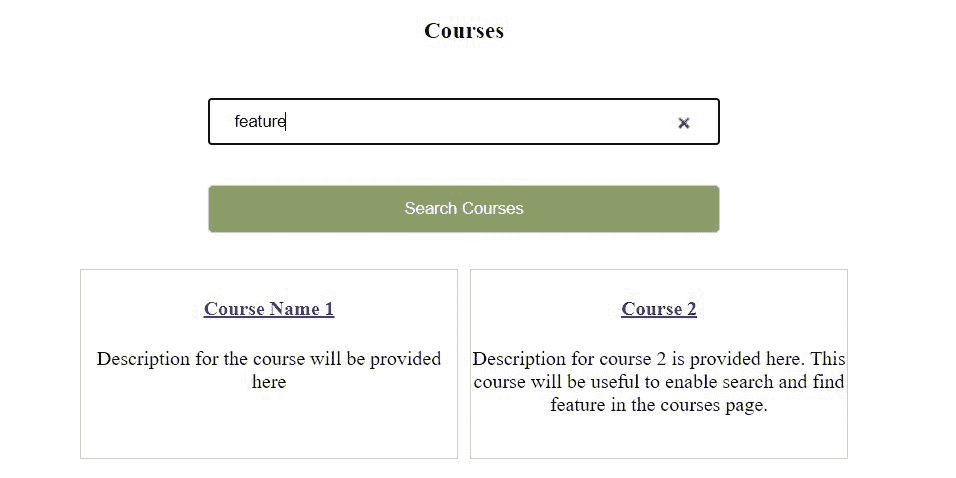 Courses
feature
Search Courses
Course Name 1
Description for the course will be provided
here
Course 2
Description for course 2 is provided here. This
course will be useful to enable search and find
feature in the courses page.